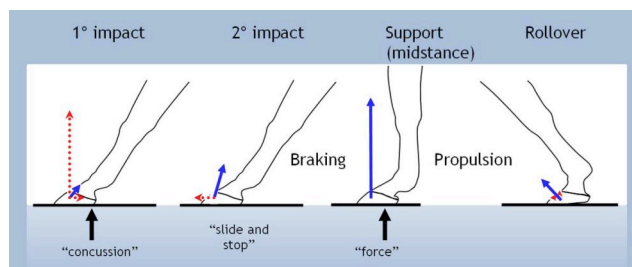 1° impact
2° impact
Support
(midstance)
Rollover
Braking
Propulsion
“concussion”
“slide and
stop”
“force”